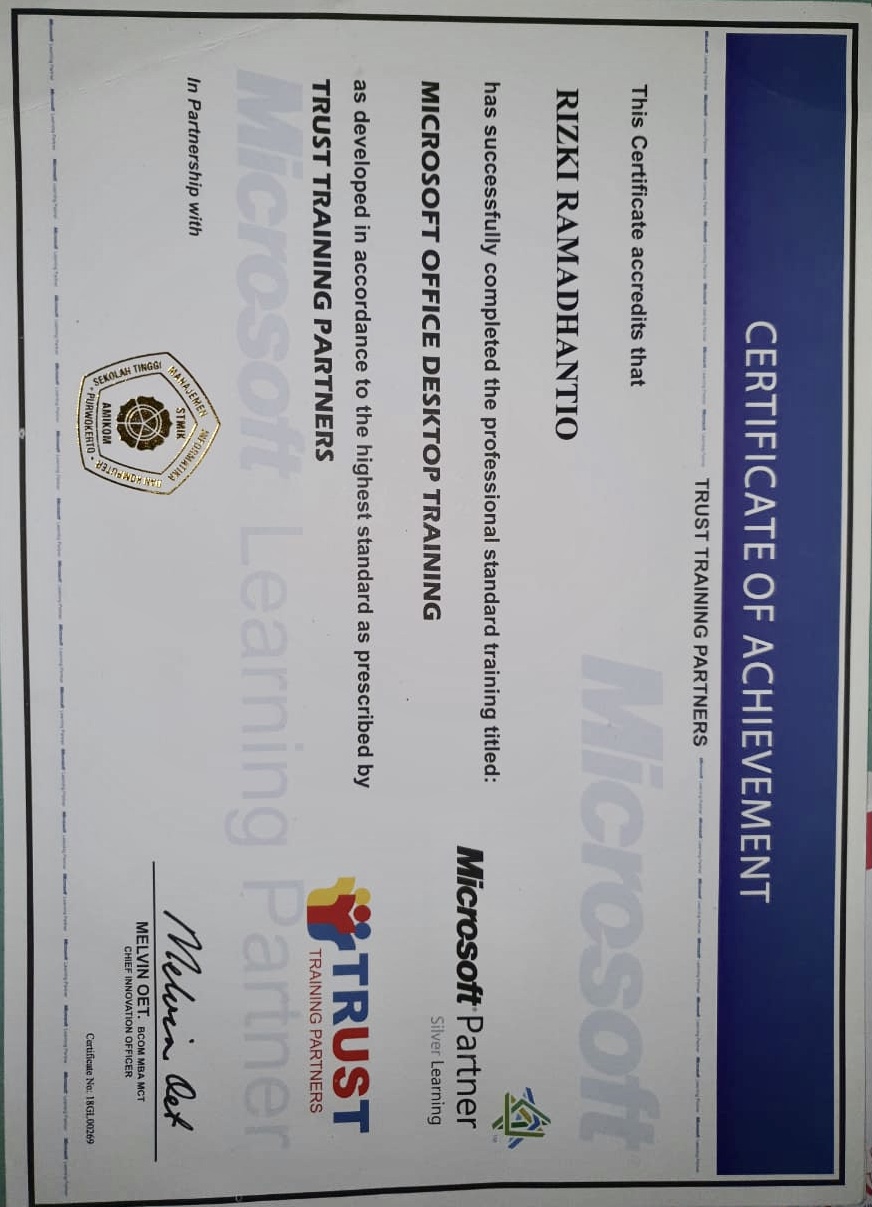 CERTIFICATE OF ACHIEVEMENT
TRUST TRAINING PARTNERS
This Certificate accredits that
Microsoft
RIZKI RAMADHANTIO
has successfully completed the professional standard training titled:
Microsoft Partner
Silver Learning
MICROSOFT OFFICE DESKTOP TRAINING
as developed in accordance to the highest standard as prescribed by
TRUST
TRAINING PARTNERS
TRUST TRAINING PARTNERS
Microsoft Learning Partner
In Partnership with
SEKOLAH TINGGI MANAJEMEN INFORMATIKA DAN KOMPUTER
STMIK
AMIKOM
PURWOKERTO
Melvin Oet
MELVIN OET. BCOM MBA MCT
CHIEF INNOVATION OFFICER
Certificate No: 18GL00269